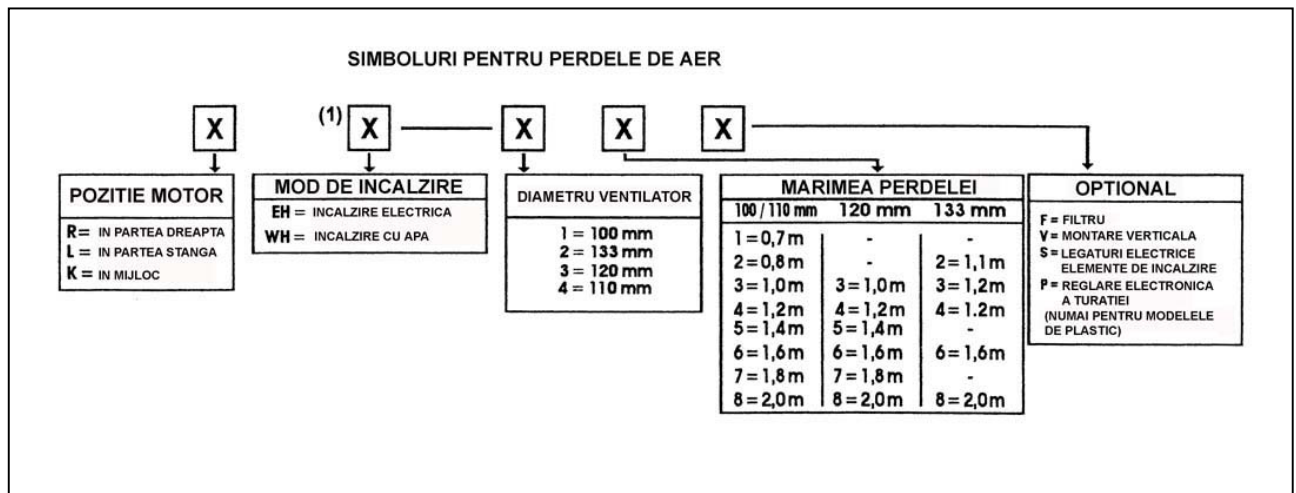 SIMBOLURI PENTRU PERDELE DE AER
X (1) X X X X
POZITIE MOTOR
R= IN PARTEA DREAPTA
L = IN PARTEA STANGA
K = IN MIJLOC
MOD DE INCALZIRE
EH = INCALZIRE ELECTRICA
WH = INCALZIRE CU APA
DIAMETRU VENTILATOR
1 = 100 mm
2 = 133 mm
3 = 120 mm
4 = 110 mm
MARIMEA PERDELEI
100 / 110 mm 120 mm 133 mm
1 = 0,7 m - -
2 = 0,8 m - 2 = 1,1 m
3 = 1,0 m 3 = 1,0 m 3 = 1,2 m
4 = 1,2 m 4 = 1,2 m 4 = 1.2 m
5 = 1,4 m 5 = 1,4 m -
6 = 1,6 m 6 = 1,6 m 6 = 1,6 m
7 = 1,8 m 7 = 1,8 m -
8 = 2,0 m 8 = 2,0 m 8 = 2,0 m
OPTIONAL
F = FILTRU
V = MONTARE VERTICALA
S = LEGATURI ELECTRICE
ELEMENTE DE INCALZIRE
P = REGLARE ELECTRONICA
A TURATIEI
(NUMAI PENTRU MODELELE
DE PLASTIC)